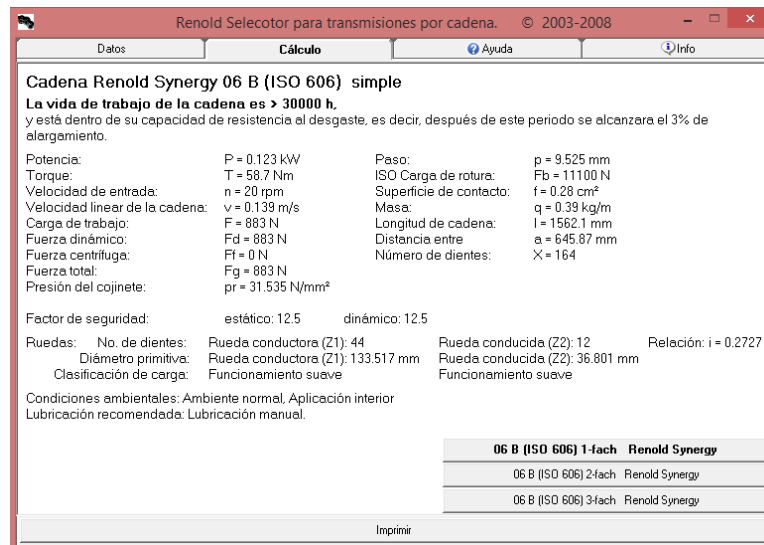 Renold Selecotor para transmisiones por cadena. © 2003-2008
Datos Cálculo Ayuda Info
Cadena Renold Synergy 06 B (ISO 606) simple
La vida de trabajo de la cadena es > 30000 h,
y está dentro de su capacidad de resistencia al desgaste, es decir, después de este periodo se alcanzara el 3% de
alargamiento.
Potencia: P = 0.123 kW Paso: p = 9.525 mm
Torque: T = 58.7 Nm ISO Carga de rotura: Fb = 11100 N
Velocidad de entrada: n = 20 rpm Superficie de contacto: f = 0.28 cm²
Velocidad linear de la cadena: v = 0.139 m/s Masa: q = 0.39 kg/m
Carga de trabajo: F = 883 N Longitud de cadena: l = 1562.1 mm
Fuerza dinámico: Fd = 883 N Distancia entre a = 645.87 mm
Fuerza centrífuga: Ff = 0 N Número de dientes: X = 164
Fuerza total: Fg = 883 N
Presión del cojinete: pr = 31.535 N/mm²
Factor de seguridad: estático: 12.5 dinámico: 12.5
Ruedas: No. de dientes: Rueda conductora (Z1): 44 Rueda conducida (Z2): 12 Relación: i = 0.2727
Diámetro primitiva: Rueda conductora (Z1): 133.517 mm Rueda conducida (Z2): 36.801 mm
Clasificación de carga: Funcionamiento suave Funcionamiento suave
Condiciones ambientales: Ambiente normal, Aplicación interior
Lubricación recomendada: Lubricación manual.
06 B (ISO 606) 1-fach Renold Synergy
06 B (ISO 606) 2-fach Renold Synergy
06 B (ISO 606) 3-fach Renold Synergy
Imprimir